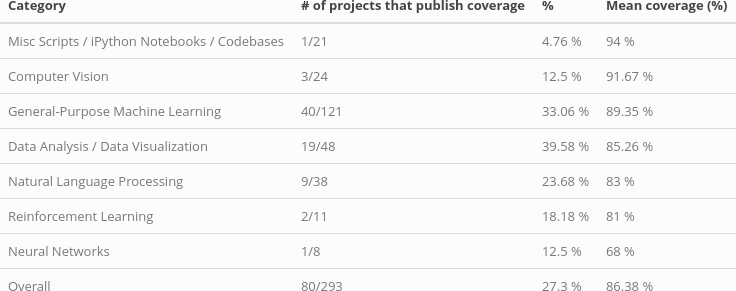 Category # of projects that publish coverage % Mean coverage (%)
Misc Scripts / iPython Notebooks / Codebases 1/21 4.76 % 94 %
Computer Vision 3/24 12.5 % 91.67 %
General-Purpose Machine Learning 40/121 33.06 % 89.35 %
Data Analysis / Data Visualization 19/48 39.58 % 85.26 %
Natural Language Processing 9/38 23.68 % 83 %
Reinforcement Learning 2/11 18.18 % 81 %
Neural Networks 1/8 12.5 % 68 %
Overall 80/293 27.3 % 86.38 %